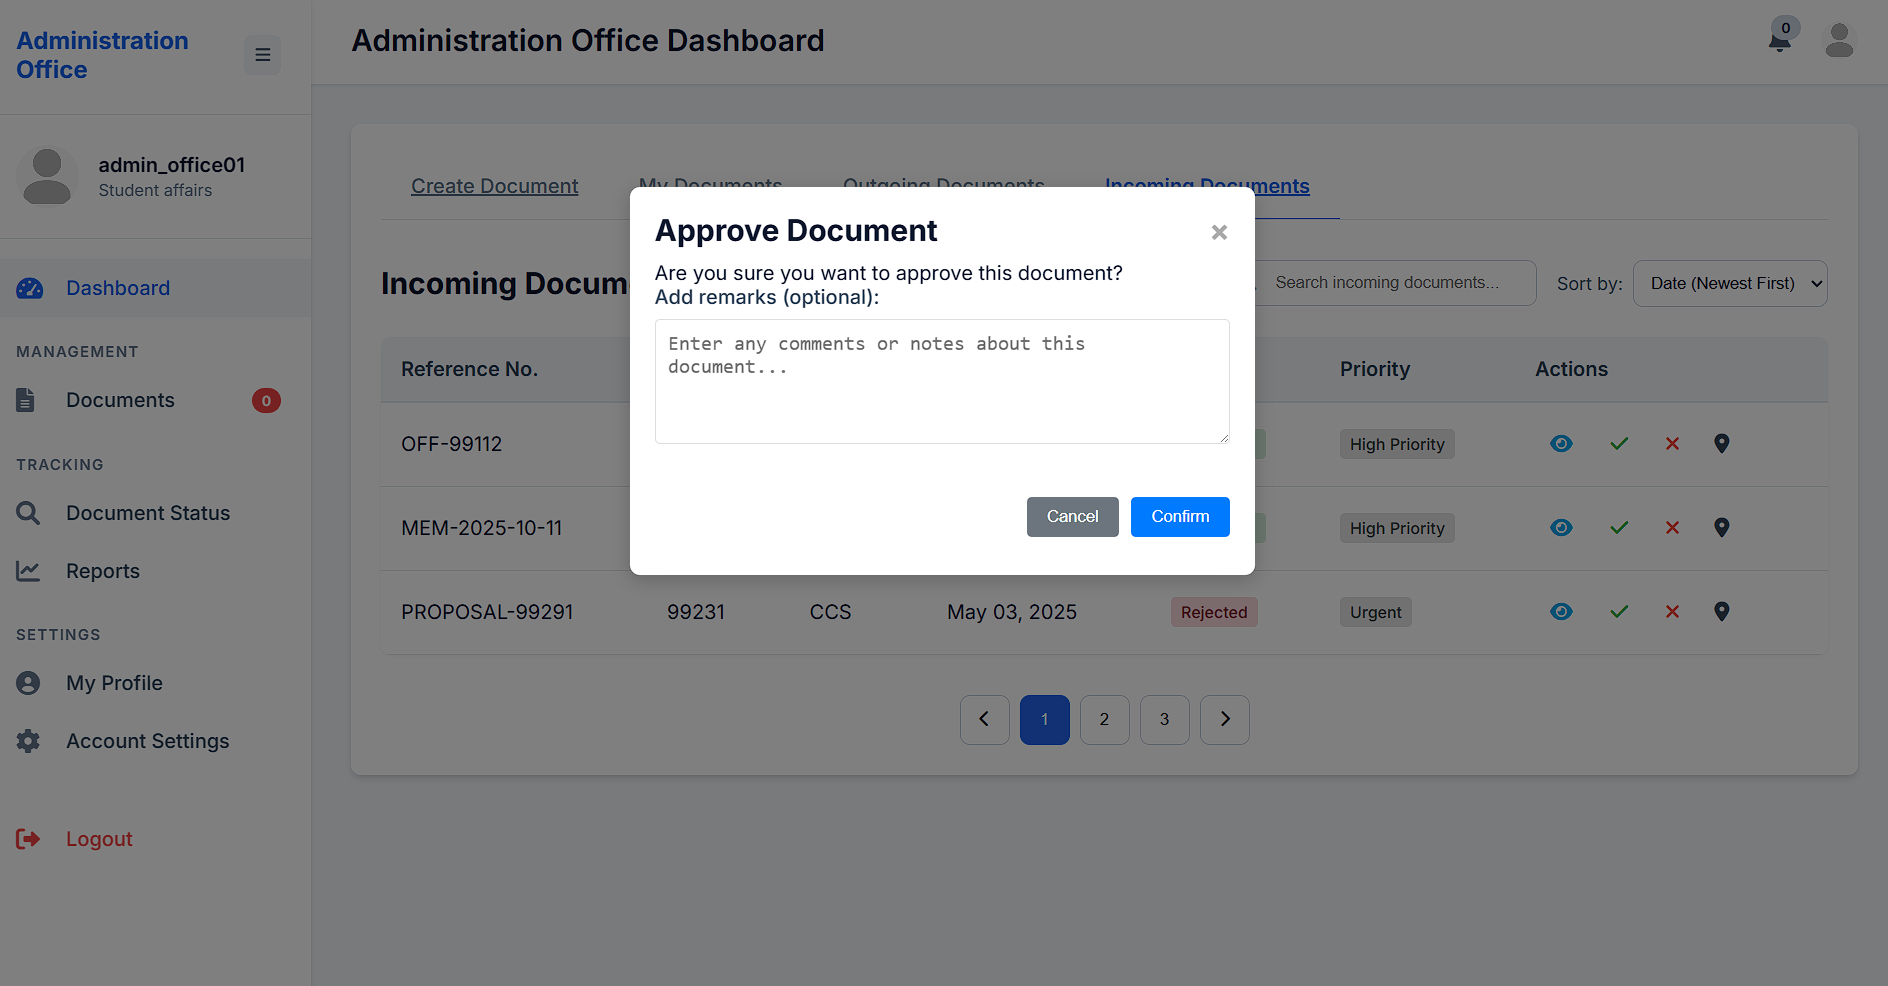 Administration
Office
Administration Office Dashboard
0
admin_office01
Student affairs
Dashboard
MANAGEMENT
Documents
0
TRACKING
Document Status
Reports
SETTINGS
My Profile
Account Settings
Logout
Create Document
My Documents
Outgoing Documents
Incoming Documents
Incoming Docum
Search incoming documents...
Sort by:
Date (Newest First)
Reference No.
Priority
Actions
OFF-99112
High Priority
MEM-2025-10-11
High Priority
PROPOSAL-99291
99231
CCS
May 03, 2025
Rejected
Urgent
1
2
3
Approve Document
×
Are you sure you want to approve this document?
Add remarks (optional):
Enter any comments or notes about this
document...
Cancel
Confirm